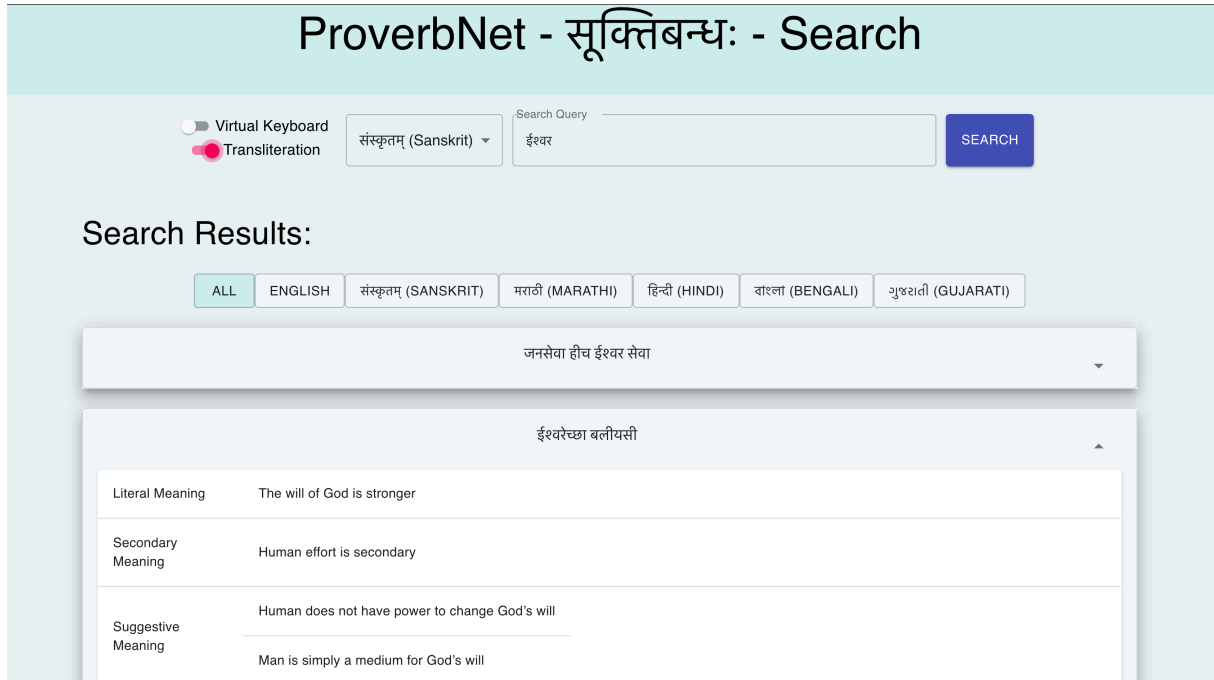 ProverbNet - सूक्तिबन्धः - Search
Virtual Keyboard
Transliteration
संस्कृतम् (Sanskrit)
Search Query
ईश्वर
SEARCH
Search Results:
ALL
ENGLISH
संस्कृतम् (SANSKRIT)
मराठी (MARATHI)
हिन्दी (HINDI)
বাংলা (BENGALI)
ગુજરાતી (GUJARATI)
जनसेवा हीच ईश्वर सेवा
ईश्वरेच्छा बलीयसी
Literal Meaning
The will of God is stronger
Secondary
Meaning
Human effort is secondary
Suggestive
Meaning
Human does not have power to change God's will
Man is simply a medium for God's will